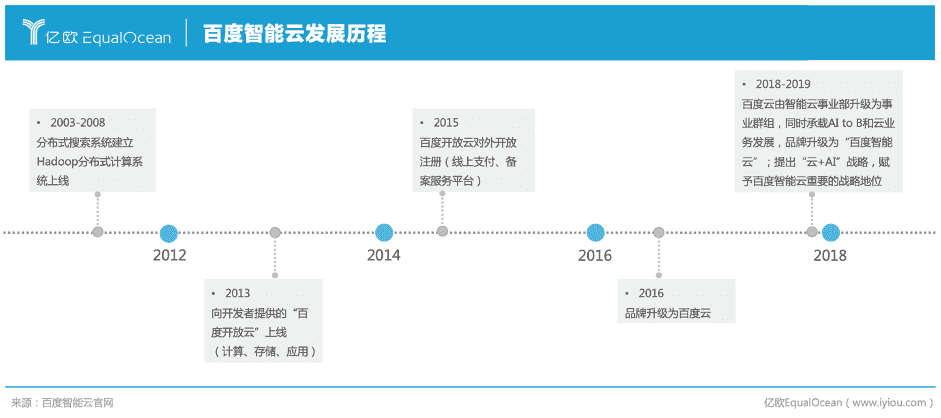 亿欧 EqualOcean
百度智能云发展历程
• 2003-2008
分布式搜索系统建立
Hadoop分布式计算系
统上线
• 2015
百度开放云对外开放
注册（线上支付、备
案服务平台）
• 2018-2019
百度云由智能云事业部升级为事
业群组，同时承载AI to B和云业
务发展，品牌升级为“百度智能
云”；提出“云+AI”战略，赋
予百度智能云重要的战略地位
2012
2014
2016
2018
• 2013
向开发者提供的“百
度开放云”上线
（计算、存储、应用）
• 2016
品牌升级为百度云
来源：百度智能云官网
亿欧EqualOcean（www.iyiou.com）